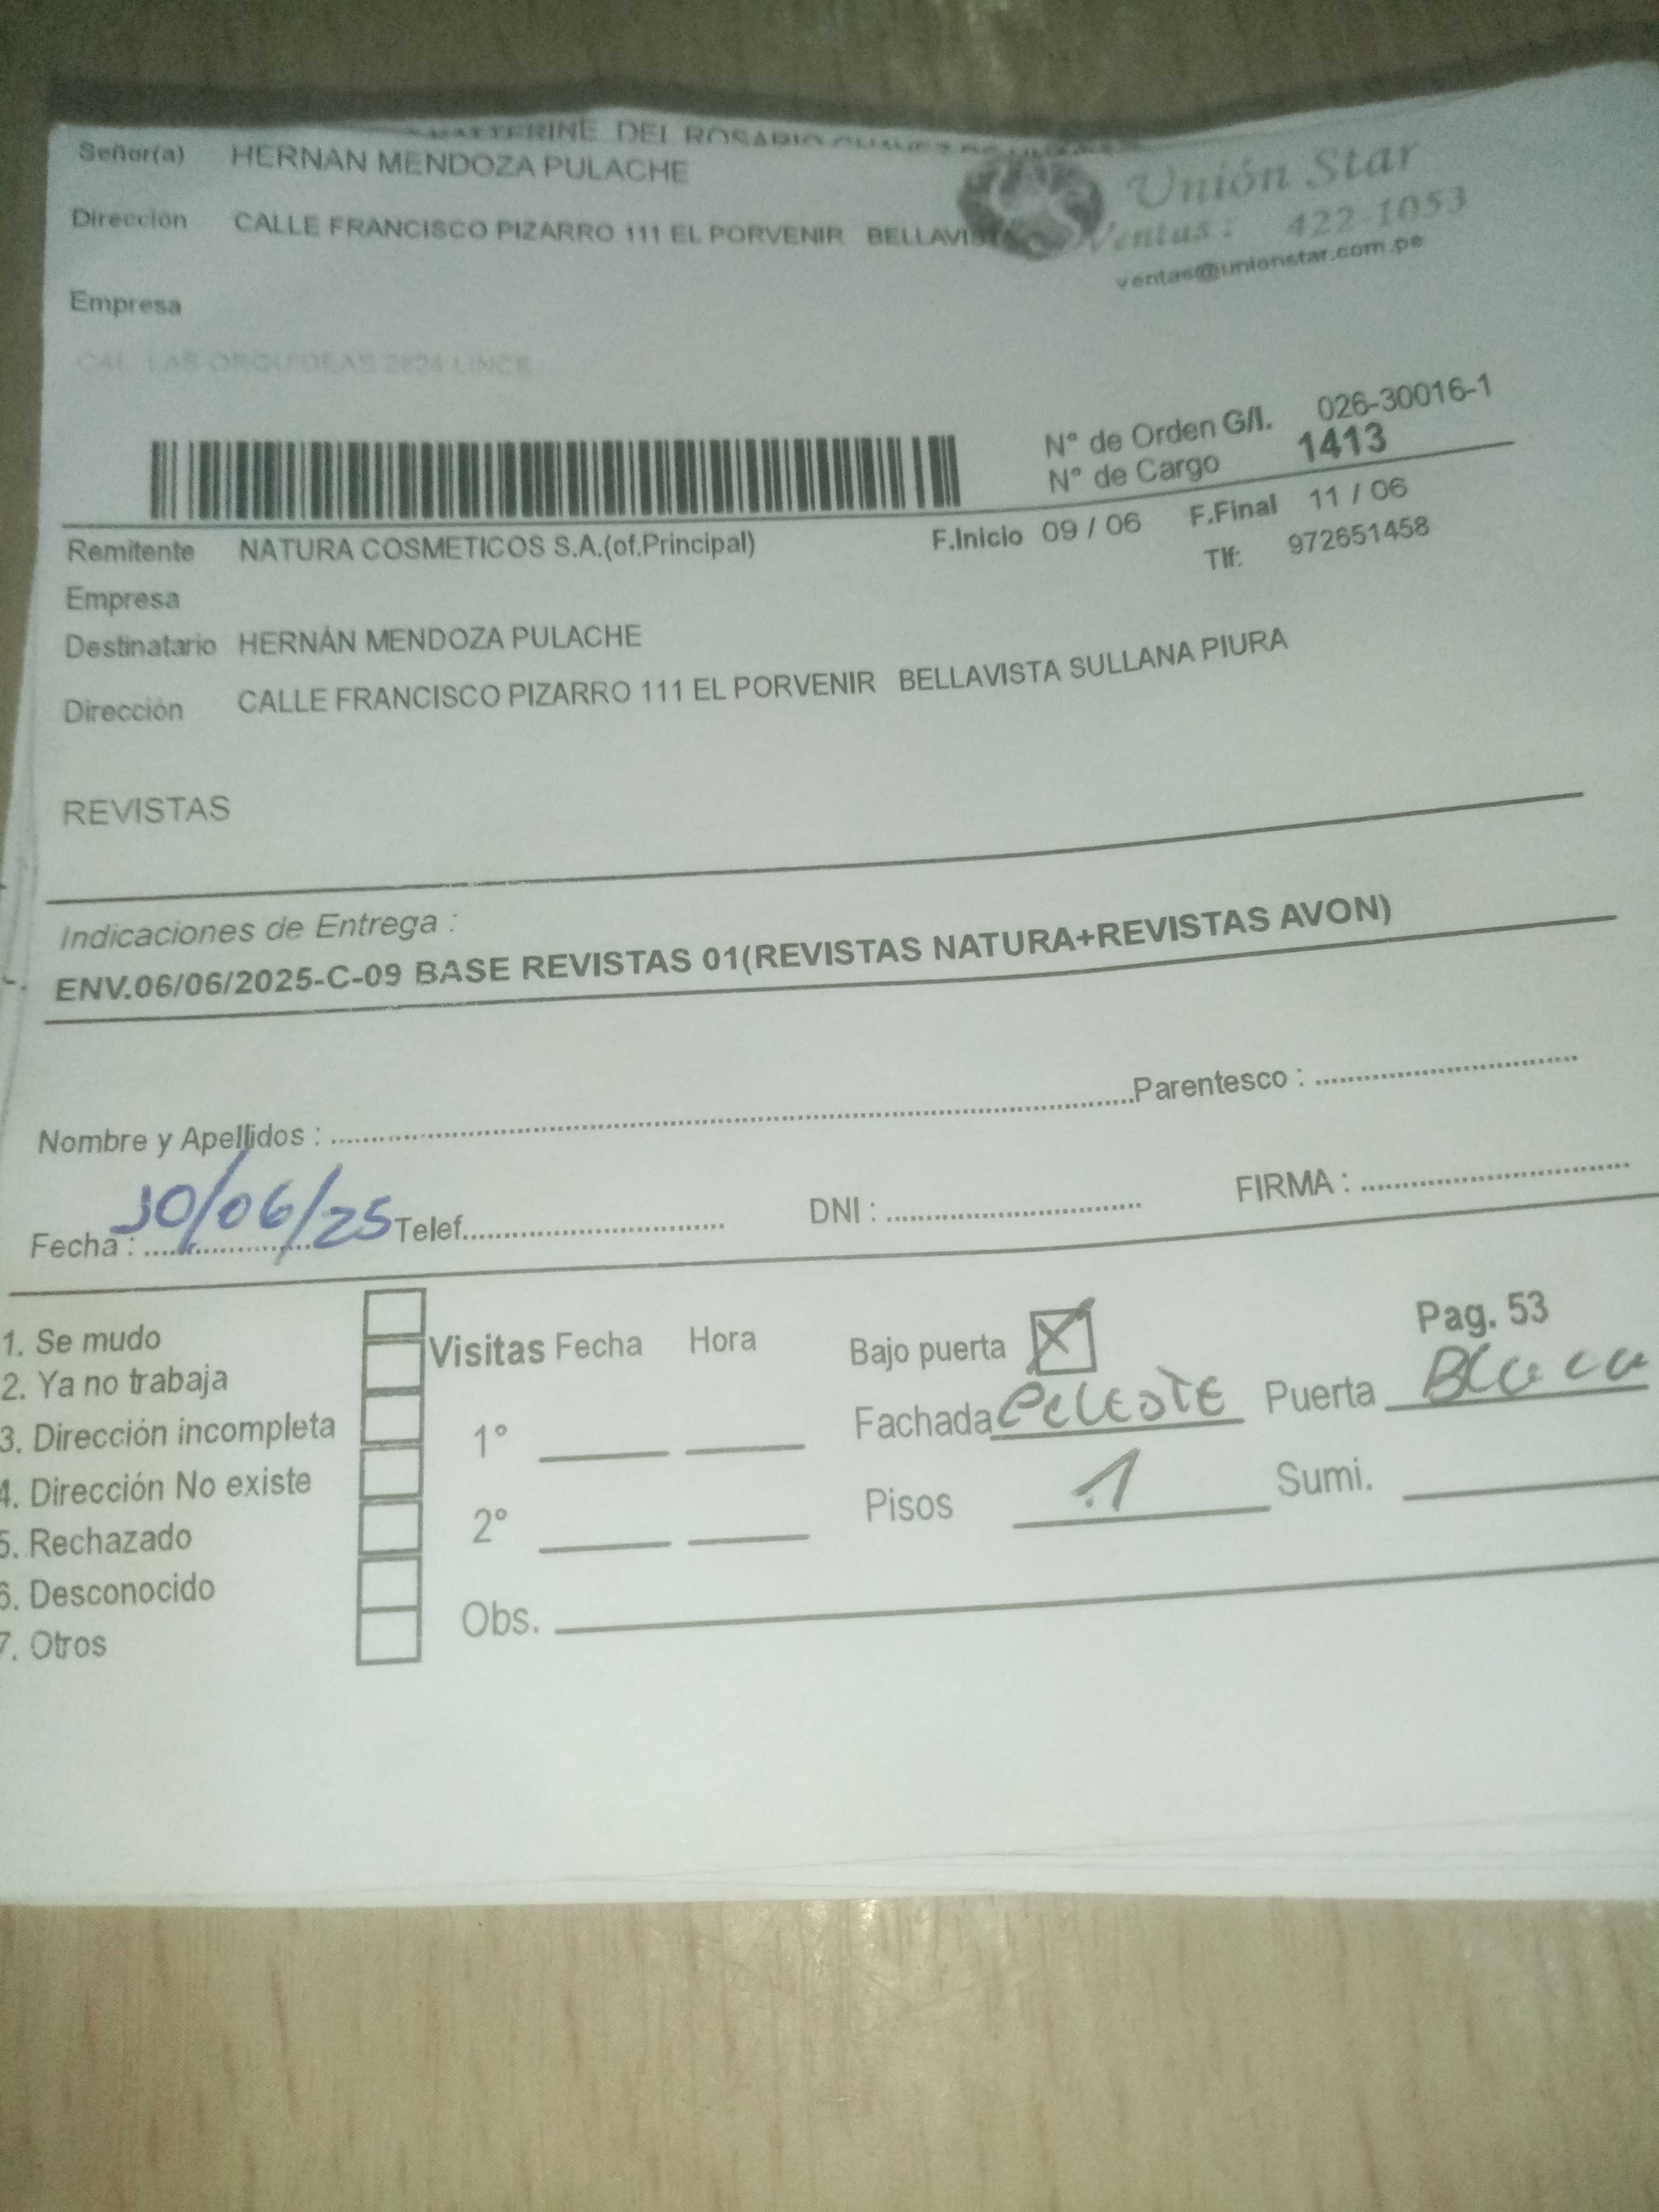 DEL ROSARIO
Señor(a) HERNAN MENDOZA PULACHE
Unión Star
Dirección CALLE FRANCISCO PIZARRO 111 EL PORVENIR BELLAVISTA
Ventas : 422-1053
ventas@unionstar.com.pe
Empresa
CAL LAS ORQUIDEAS LINCE
N° de Orden G/I. 026-30016-1
N° de Cargo 1413
Remitente NATURA COSMETICOS S.A.(of.Principal) F.Inicio 09 / 06 F.Final 11 / 06
Tlf: 972651458
Empresa
Destinatario HERNÁN MENDOZA PULACHE
Dirección CALLE FRANCISCO PIZARRO 111 EL PORVENIR BELLAVISTA SULLANA PIURA
REVISTAS
Indicaciones de Entrega :
ENV.06/06/2025-C-09 BASE REVISTAS 01(REVISTAS NATURA+REVISTAS AVON)
Nombre y Apellidos : Parentesco :
Fecha : /06/25 Telef. DNI : FIRMA :
1. Se mudo
2. Ya no trabaja
3. Dirección incompleta
4. Dirección No existe
5. Rechazado
6. Desconocido
7. Otros
Visitas Fecha Hora
1°
2°
Obs.
Bajo puerta X
Pag. 53
Fachada CELESTE Puerta Blanca
Pisos 1 Sumi.